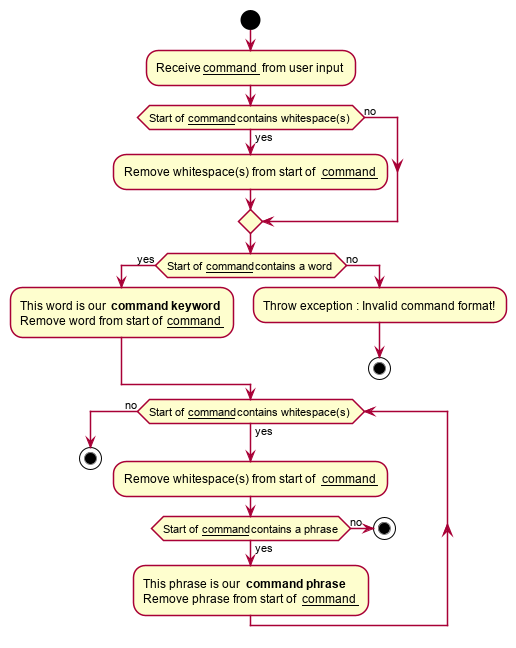 Receive command from user input
Start of command contains whitespace(s)
no
yes
Remove whitespace(s) from start of command
yes
Start of command contains a word
no
This word is our command keyword
Remove word from start of command
Throw exception : Invalid command format!
no
Start of command contains whitespace(s)
yes
Remove whitespace(s) from start of command
Start of command contains a phrase
no
yes
This phrase is our command phrase
Remove phrase from start of command